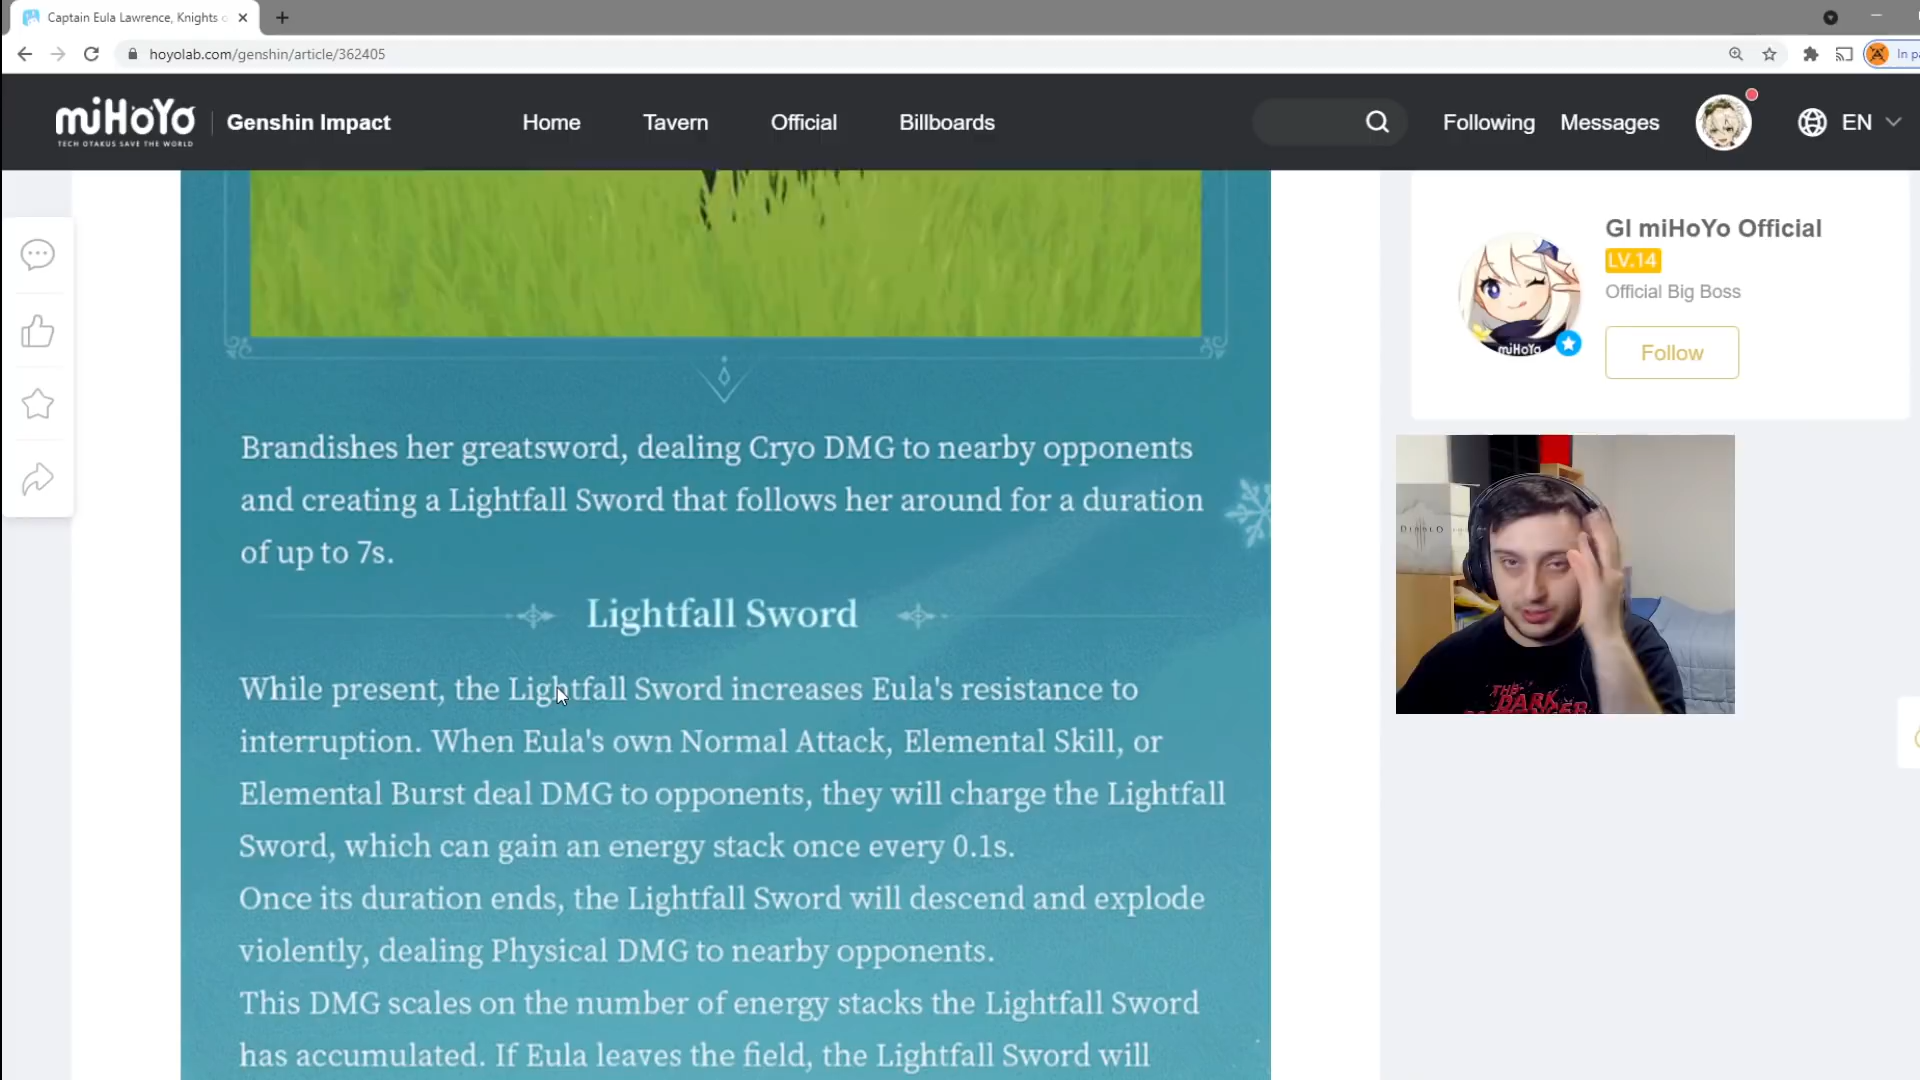 Captain Eula Lawrence, Knights o
hoyolab.com/genshin/article/362405
In pa
miHoYo
TECH OTAKUS SAVE THE WORLD
Genshin Impact
Home
Tavern
Official
Billboards
Following
Messages
EN
GI miHoYo Official
LV.14
Official Big Boss
miHoYo
Follow
Brandishes her greatsword, dealing Cryo DMG to nearby opponents
and creating a Lightfall Sword that follows her around for a duration
of up to 7s.
Lightfall Sword
While present, the Lightfall Sword increases Eula's resistance to
interruption. When Eula's own Normal Attack, Elemental Skill, or
Elemental Burst deal DMG to opponents, they will charge the Lightfall
Sword, which can gain an energy stack once every 0.1s.
Once its duration ends, the Lightfall Sword will descend and explode
violently, dealing Physical DMG to nearby opponents.
This DMG scales on the number of energy stacks the Lightfall Sword
has accumulated. If Eula leaves the field, the Lightfall Sword will
DIABLO
THE
DARK